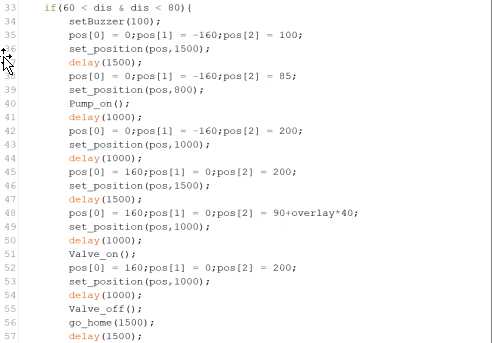 33 if(60 < dis & dis < 80){
34 setBuzzer(100);
35 pos[0] = 0;pos[1] = -160;pos[2] = 100;
36 set_position(pos,1500);
37 delay(1500);
38 pos[0] = 0;pos[1] = -160;pos[2] = 85;
39 set_position(pos,800);
40 Pump_on();
41 delay(1000);
42 pos[0] = 0;pos[1] = -160;pos[2] = 200;
43 set_position(pos,1000);
44 delay(1000);
45 pos[0] = 160;pos[1] = 0;pos[2] = 200;
46 set_position(pos,1500);
47 delay(1500);
48 pos[0] = 160;pos[1] = 0;pos[2] = 90+overlay*40;
49 set_position(pos,1000);
50 delay(1000);
51 Valve_on();
52 pos[0] = 160;pos[1] = 0;pos[2] = 200;
53 set_position(pos,1000);
54 delay(1000);
55 Valve_off();
56 go_home(1500);
57 delay(1500);